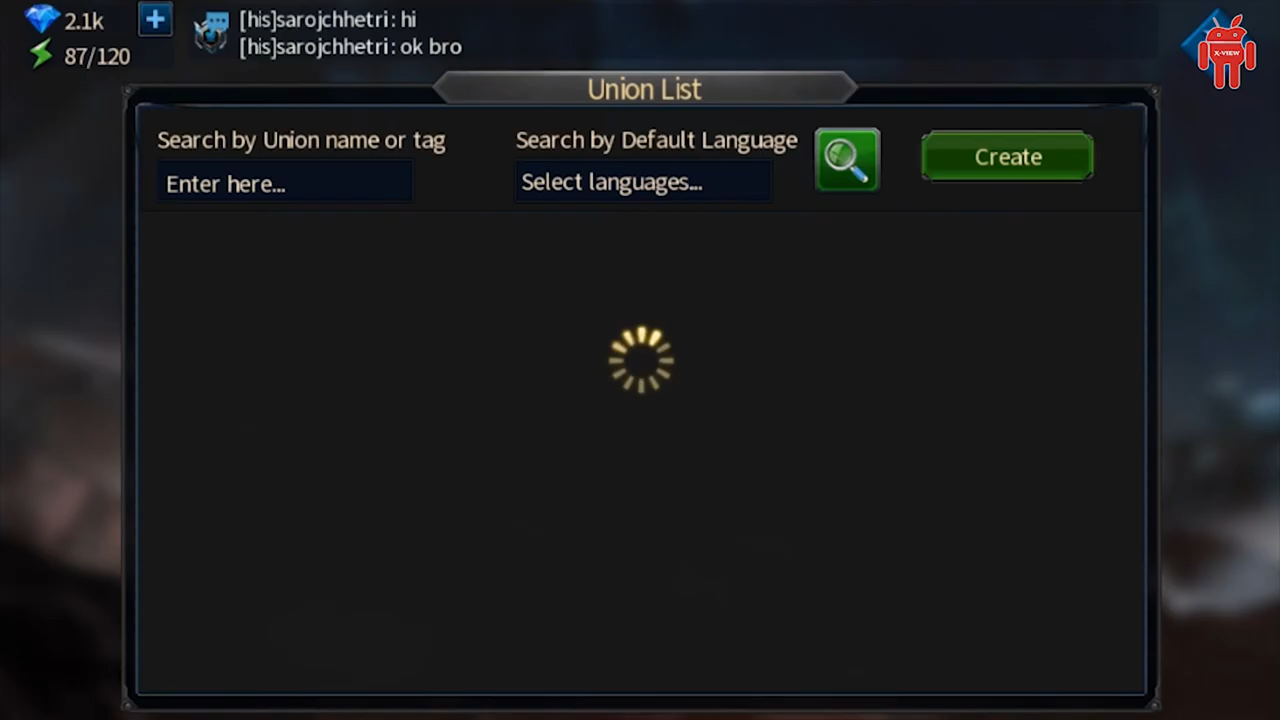 2.1k
87/120
[his]sarojchhetri: hi
[his]sarojchhetri: ok bro
X-VIEW
Union List
Search by Union name or tag
Enter here...
Search by Default Language
Select languages...
Create